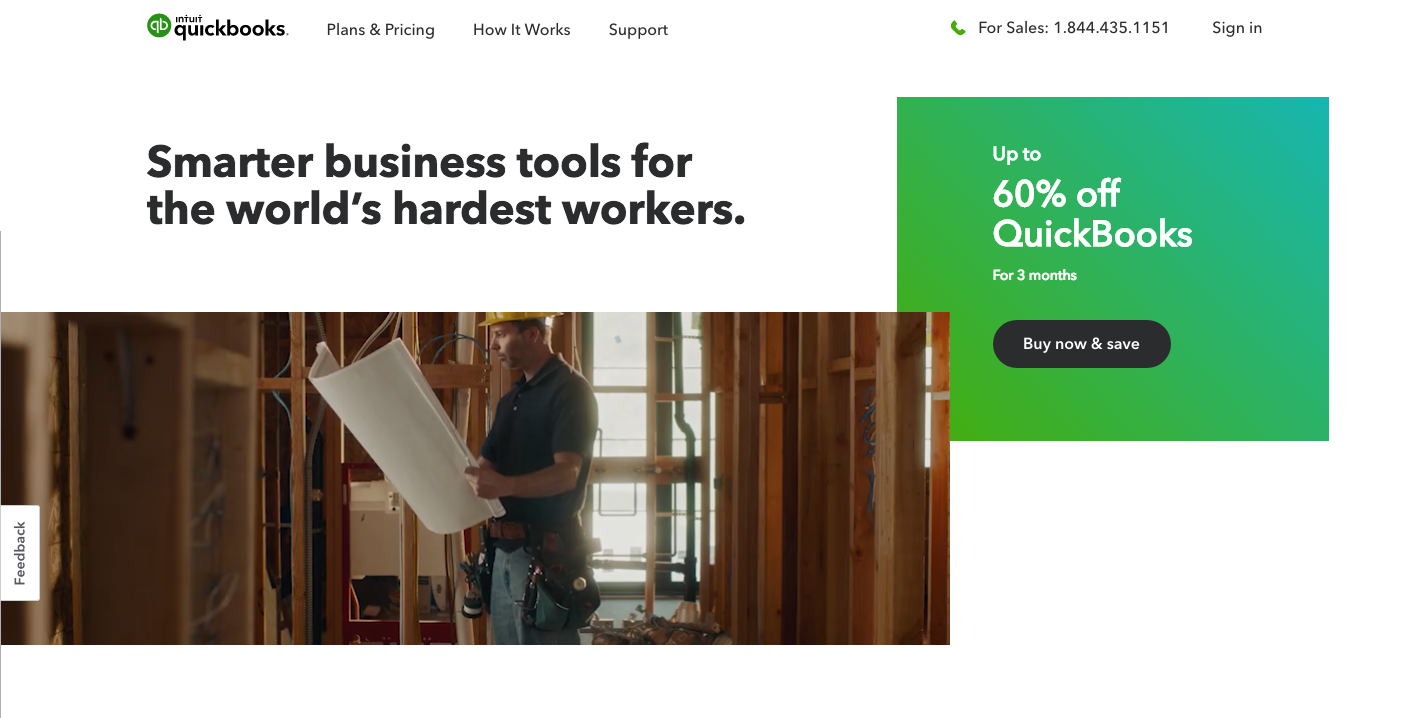 intuit
quickbooks.
Plans & Pricing
How It Works
Support
For Sales: 1.844.435.1151
Sign in
Smarter business tools for
the world’s hardest workers.
Up to
60% off
QuickBooks
For 3 months
Buy now & save
Feedback